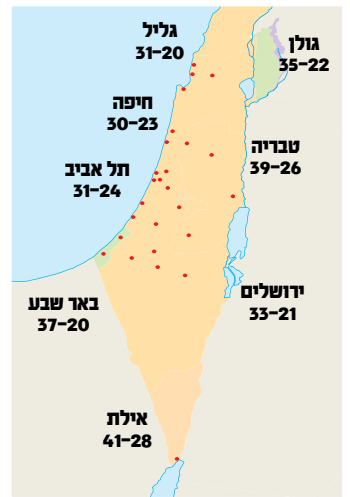 גליל
31-20
גולן
35-22
חיפה
30-23
טבריה
39-26
תל אביב
31-24
ירושלים
33-21
באר שבע
37-20
אילת
41-28